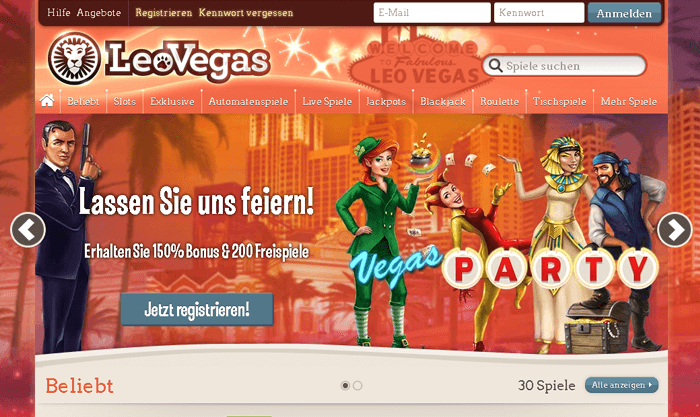 Hilfe Angebote Registrieren Kennwort vergessen E-Mail Kennwort Anmelden
LeoVegas
WELCOME
TO Fabulous
LEO VEGAS
Spiele suchen
Beliebt Slots Exklusive Automatenspiele Live Spiele Jackpots Blackjack Roulette Tischspiele Mehr Spiele
Lassen Sie uns feiern!
Erhalten Sie 150% Bonus & 200 Freispiele
Vegas PARTY
Jetzt registrieren!
Beliebt 30 Spiele Alle anzeigen